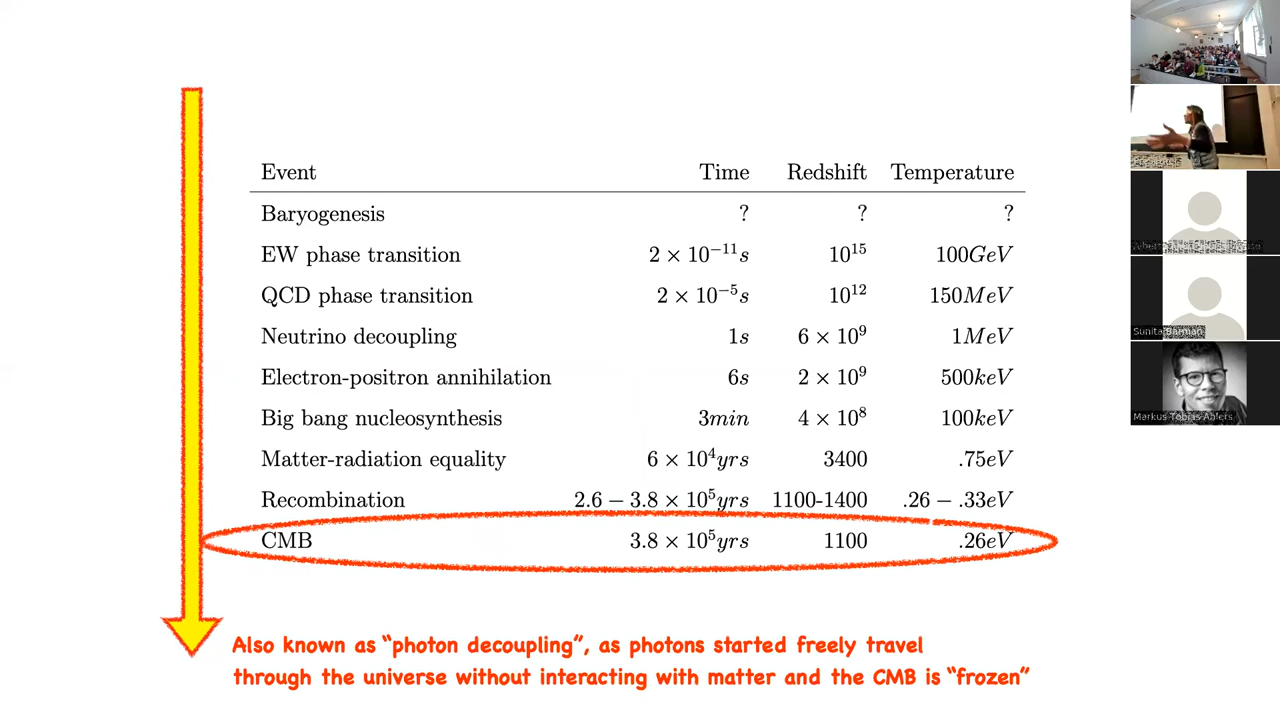 Event Time Redshift Temperature
Baryogenesis ? ? ?
EW phase transition 2 × 10⁻¹¹s 10¹⁵ 100GeV
QCD phase transition 2 × 10⁻⁵s 10¹² 150MeV
Neutrino decoupling 1s 6 × 10⁹ 1MeV
Electron-positron annihilation 6s 2 × 10⁹ 500keV
Big bang nucleosynthesis 3min 4 × 10⁸ 100keV
Matter-radiation equality 6 × 10⁴yrs 3400 .75eV
Recombination 2.6 − 3.8 × 10⁵yrs 1100-1400 .26 − .33eV
CMB 3.8 × 10⁵yrs 1100 .26eV
Also known as "photon decoupling", as photons started freely travel
through the universe without interacting with matter and the CMB is "frozen"
Sunita Barman
Markus Tobias Ahlers